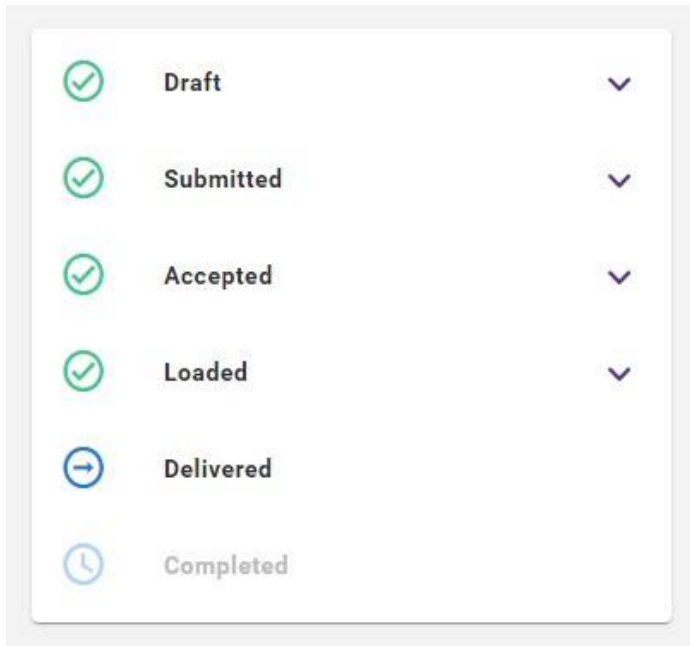 Draft
Submitted
Accepted
Loaded
Delivered
Completed